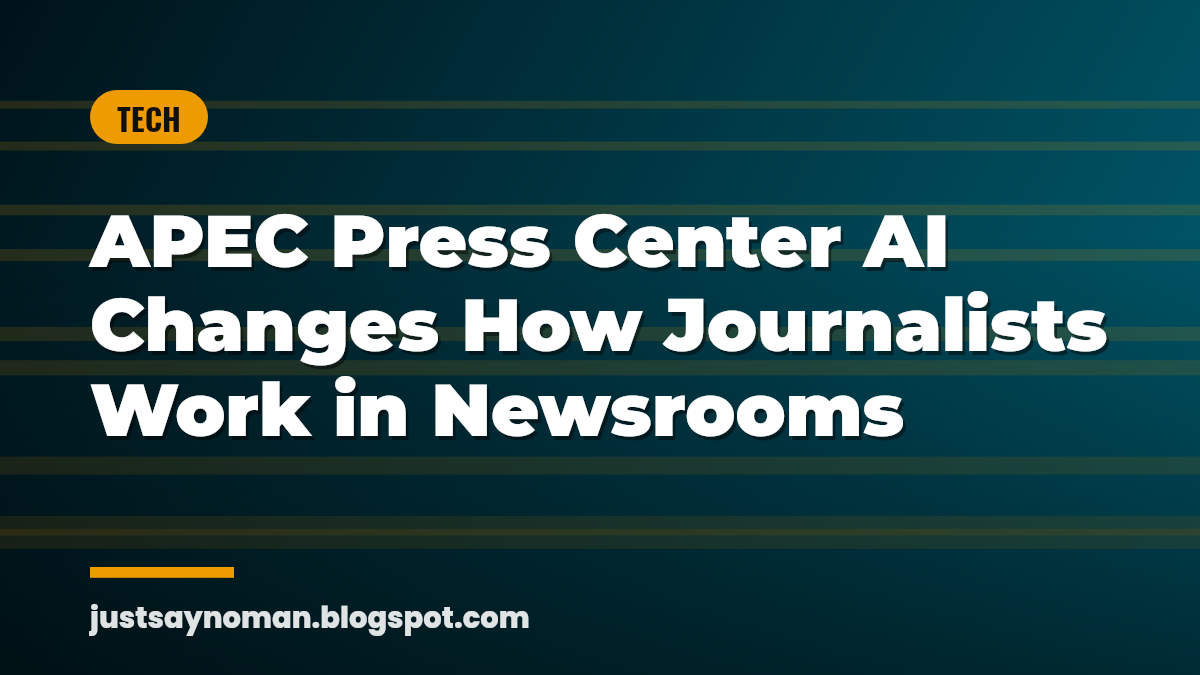 TECH
APEC Press Center AI
Changes How Journalists
Work in Newsrooms
justsaynoman.blogspot.com